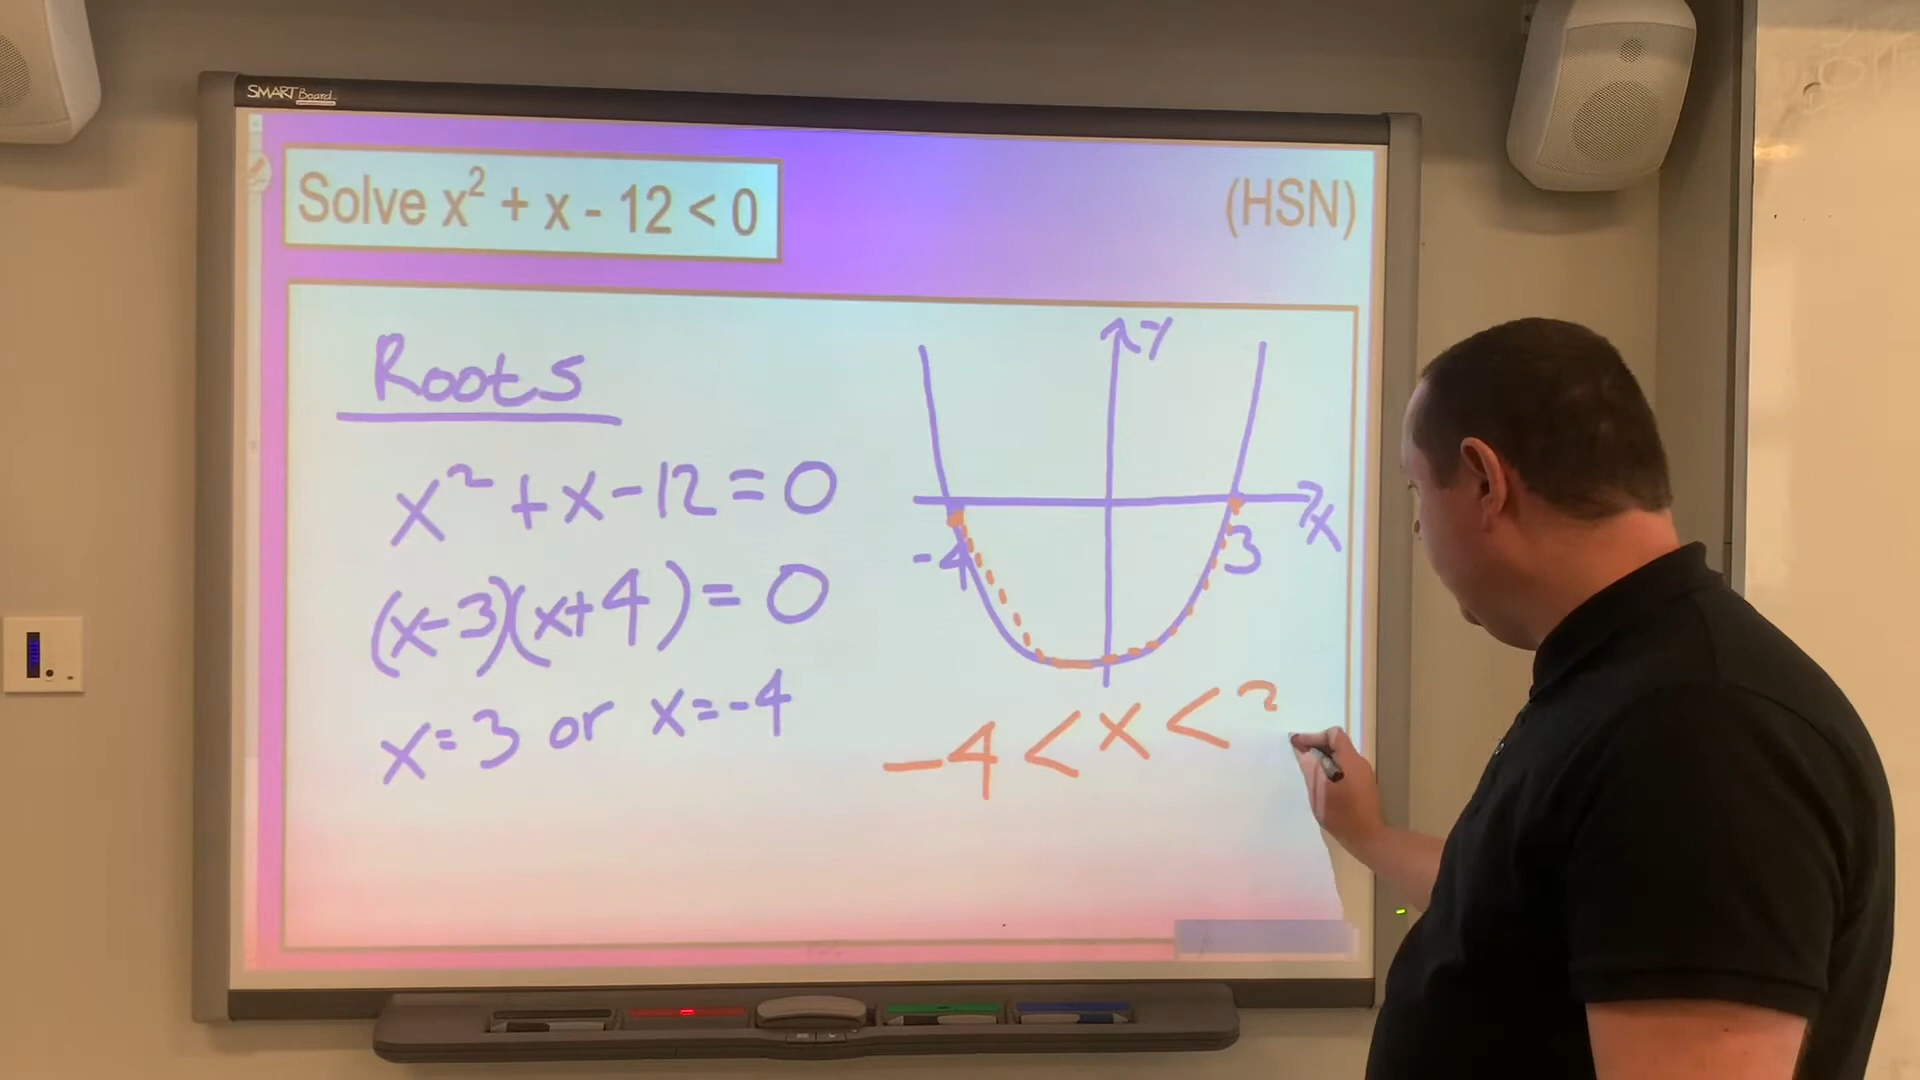 SMART Board
Solve x² + x - 12 < 0
(HSN)
Roots
x² + x - 12 = 0
(x-3)(x+4) = 0
x = 3 or x = -4
Y
X
-4
3
-4 < x <